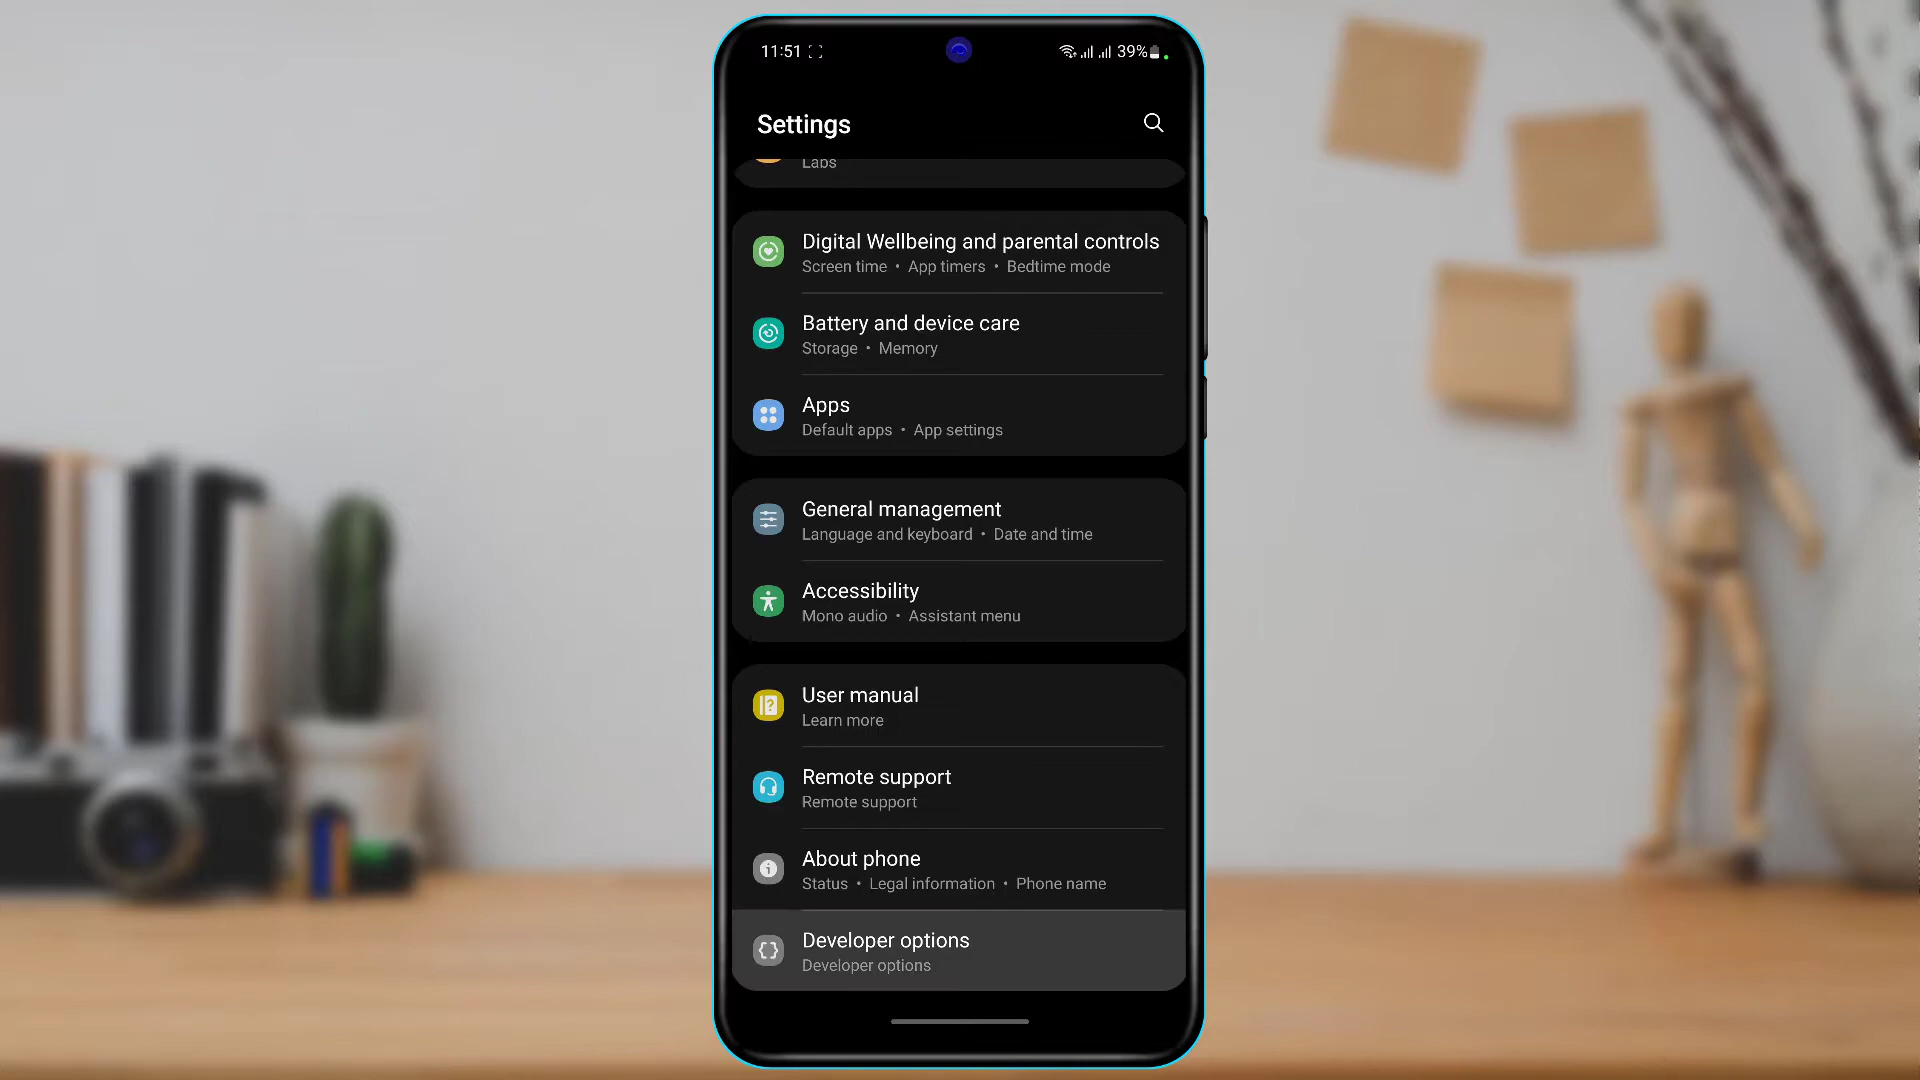 11:51
39%
Settings
Labs
Digital Wellbeing and parental controls
Screen time • App timers • Bedtime mode
Battery and device care
Storage • Memory
Apps
Default apps • App settings
General management
Language and keyboard • Date and time
Accessibility
Mono audio • Assistant menu
User manual
Learn more
Remote support
Remote support
About phone
Status • Legal information • Phone name
Developer options
Developer options